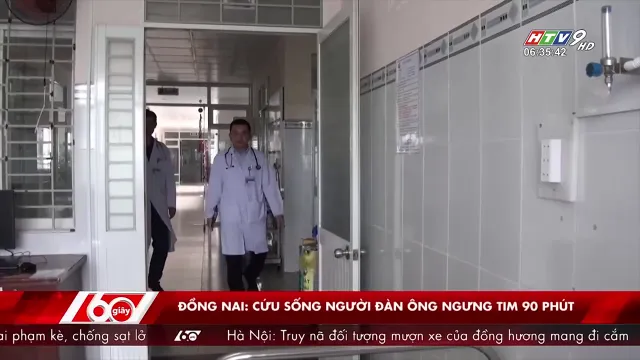 HTV9 HD
06:35:42
60 giây
ĐỒNG NAI: CỨU SỐNG NGƯỜI ĐÀN ÔNG NGƯNG TIM 90 PHÚT
ai phạm kè, chống sạt lở 60giây Hà Nội: Truy nã đối tượng mượn xe của đồng hương mang đi cầm